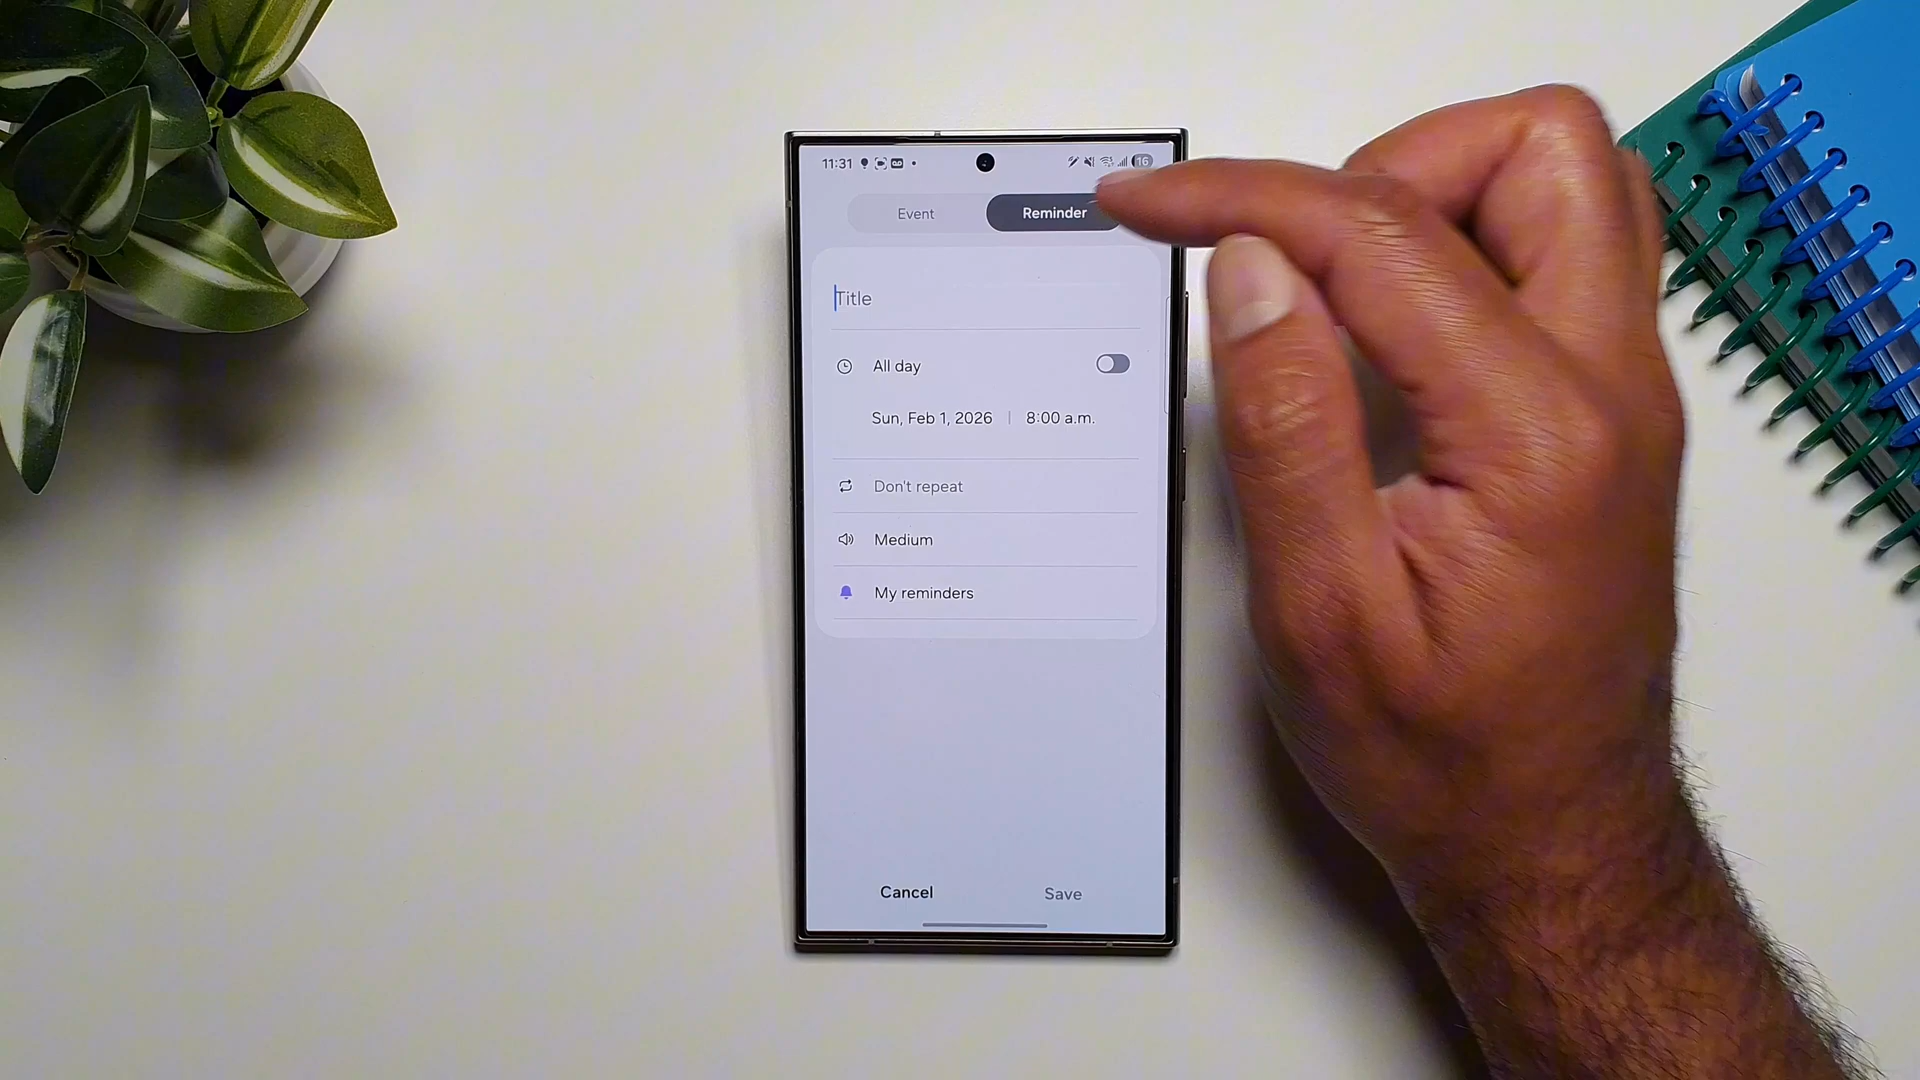 11:31 16
Event Reminder
Title
All day
Sun, Feb 1, 2026 | 8:00 a.m.
Don't repeat
Medium
My reminders
Cancel Save